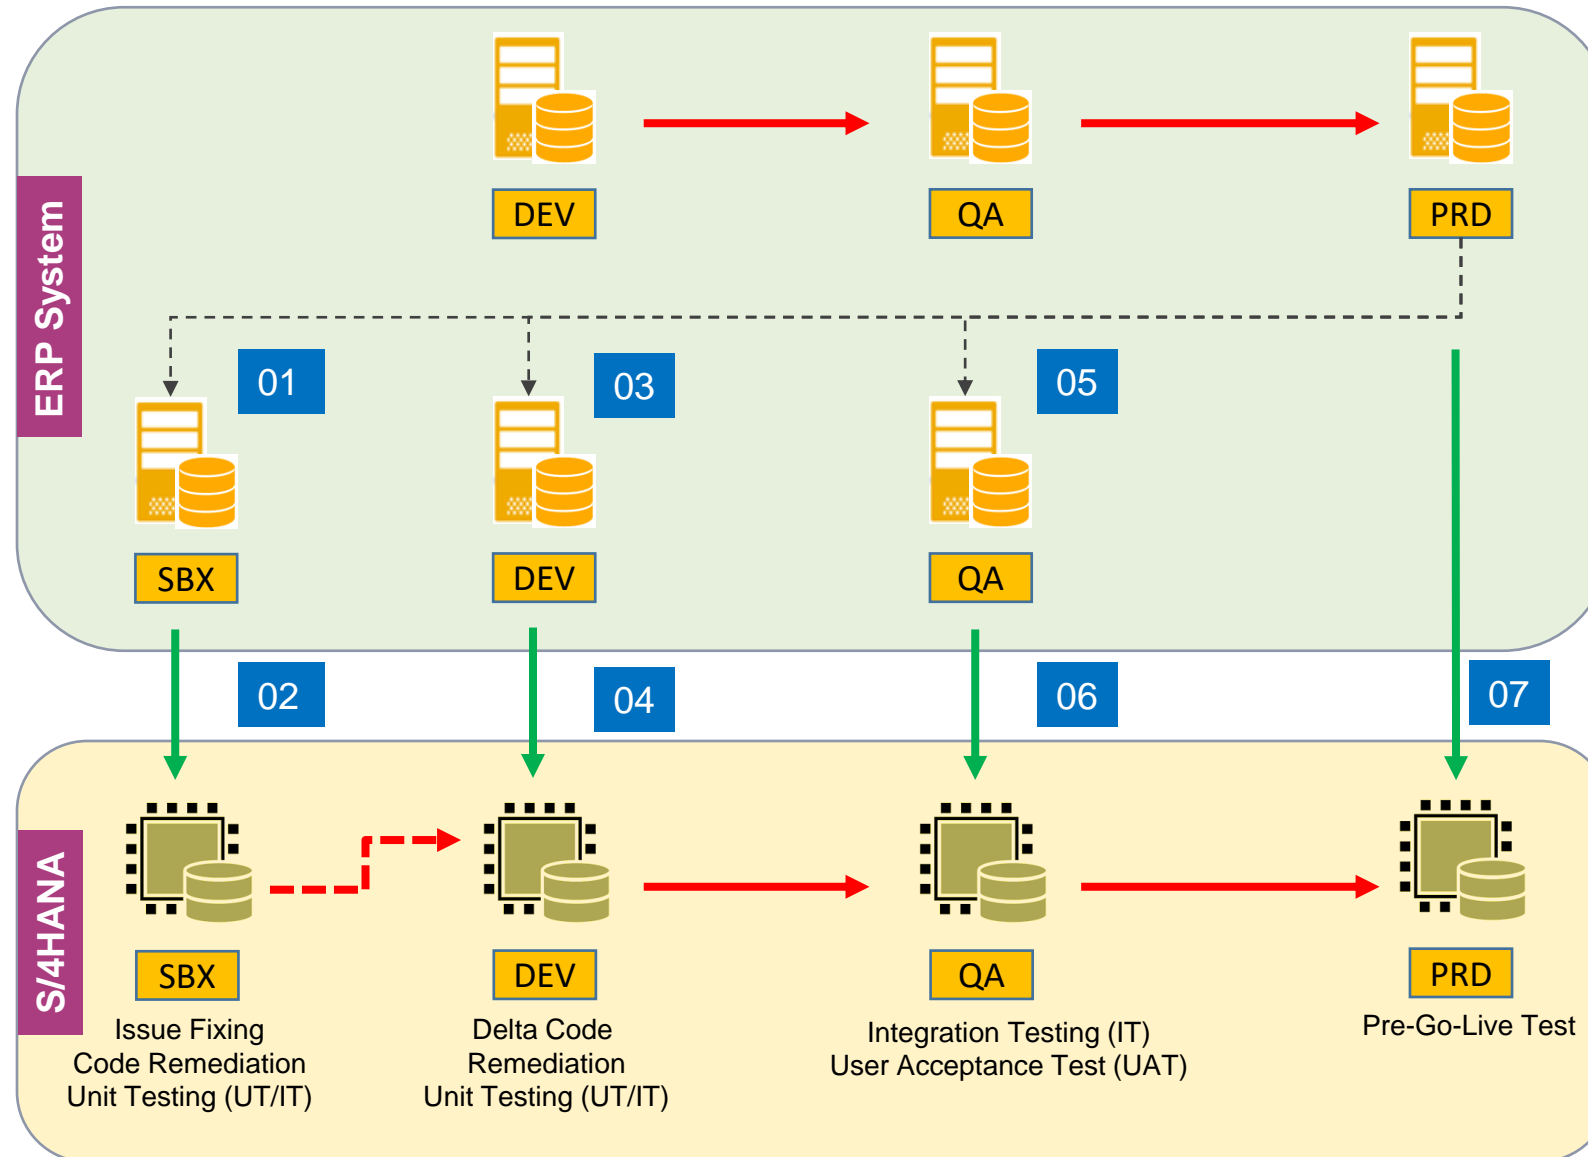 ERP System
DEV
QA
PRD
01
03
05
SBX
DEV
QA
02
04
06
07
S/4HANA
SBX
DEV
QA
PRD
Issue Fixing
Code Remediation
Unit Testing (UT/IT)
Delta Code
Remediation
Unit Testing (UT/IT)
Integration Testing (IT)
User Acceptance Test (UAT)
Pre-Go-Live Test